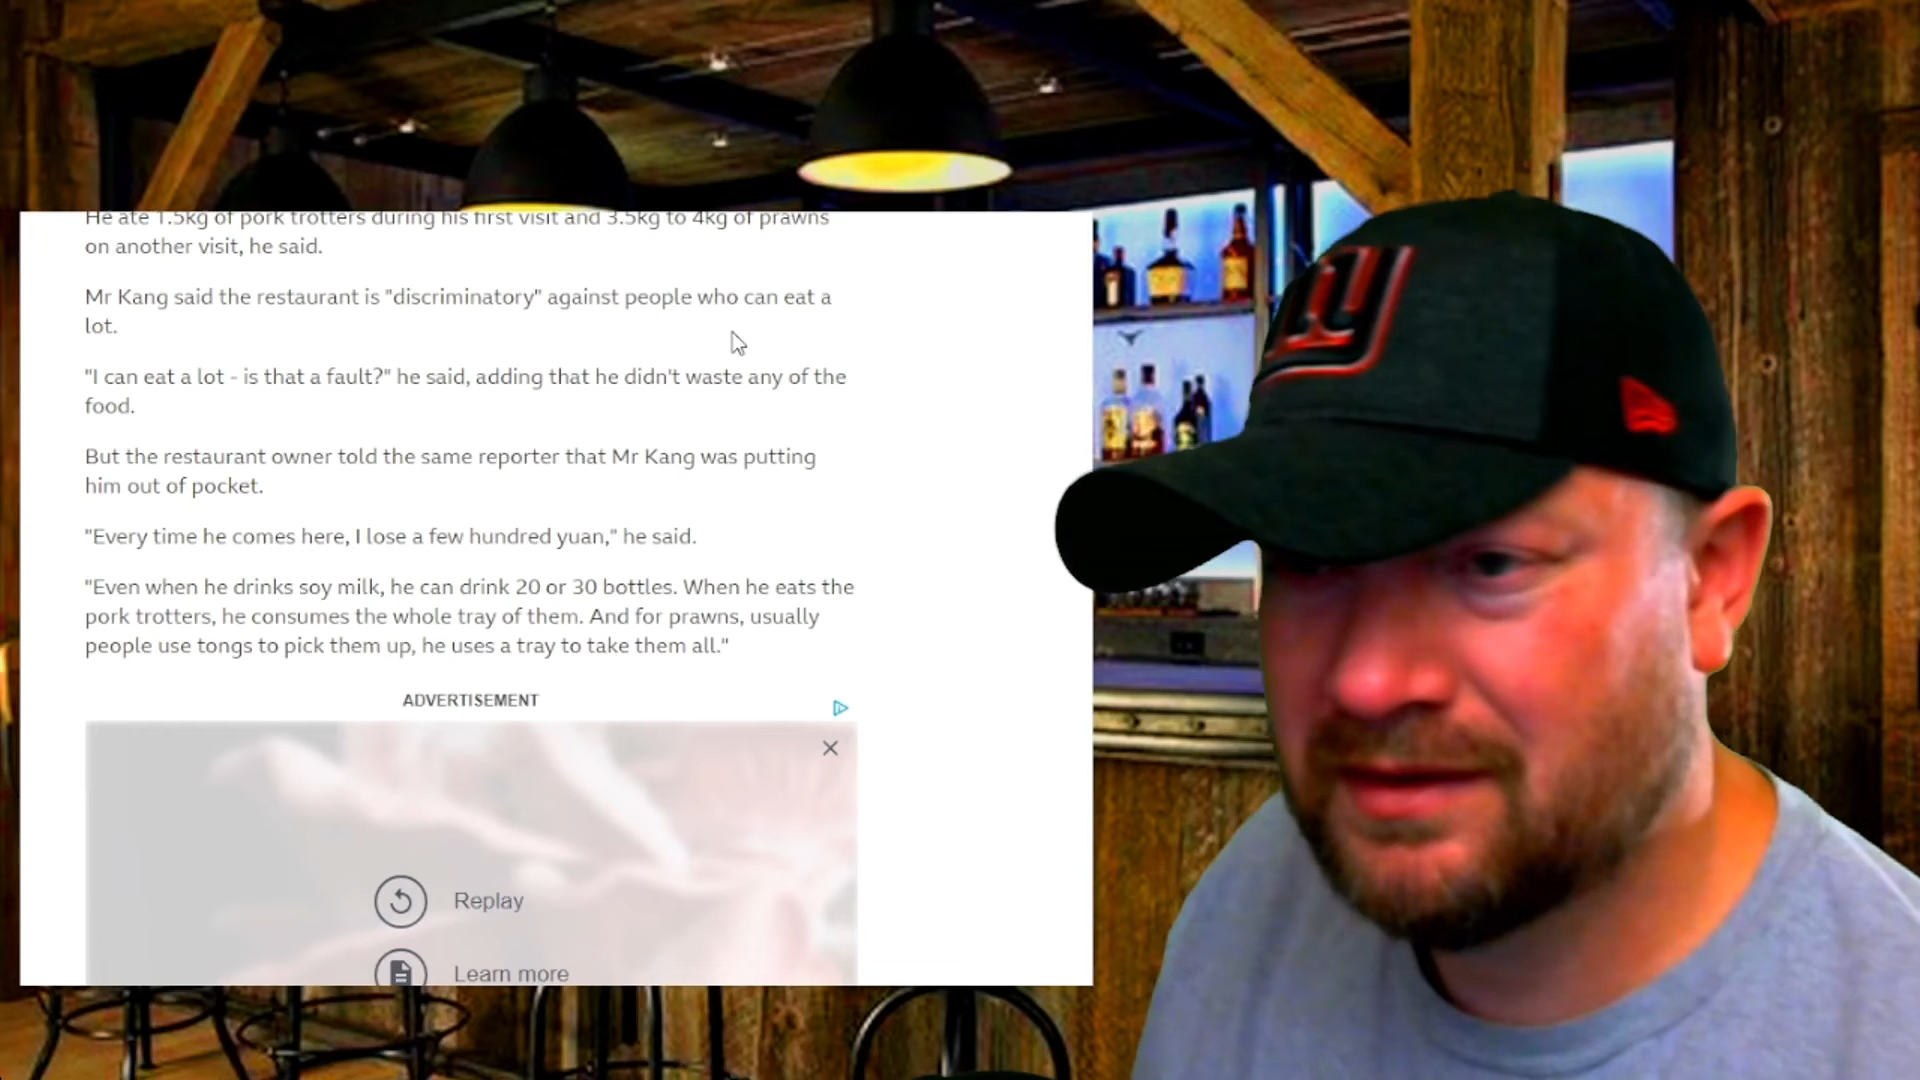 He ate 1.5kg of pork trotters during his first visit and 3.5kg to 4kg of prawns
on another visit, he said.
Mr Kang said the restaurant is "discriminatory" against people who can eat a
lot.
"I can eat a lot - is that a fault?" he said, adding that he didn't waste any of the
food.
But the restaurant owner told the same reporter that Mr Kang was putting
him out of pocket.
"Every time he comes here, I lose a few hundred yuan," he said.
"Even when he drinks soy milk, he can drink 20 or 30 bottles. When he eats the
pork trotters, he consumes the whole tray of them. And for prawns, usually
people use tongs to pick them up, he uses a tray to take them all."
ADVERTISEMENT
Replay
Learn more
ny